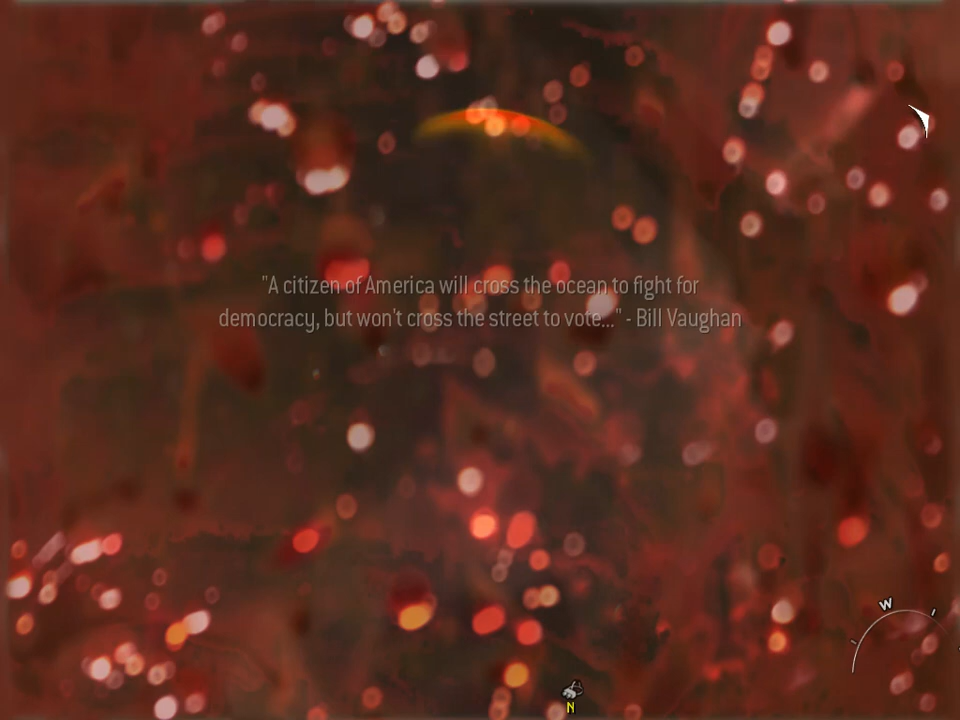 "A citizen of America will cross the ocean to fight for
democracy, but won't cross the street to vote..." - Bill Vaughan
W
N